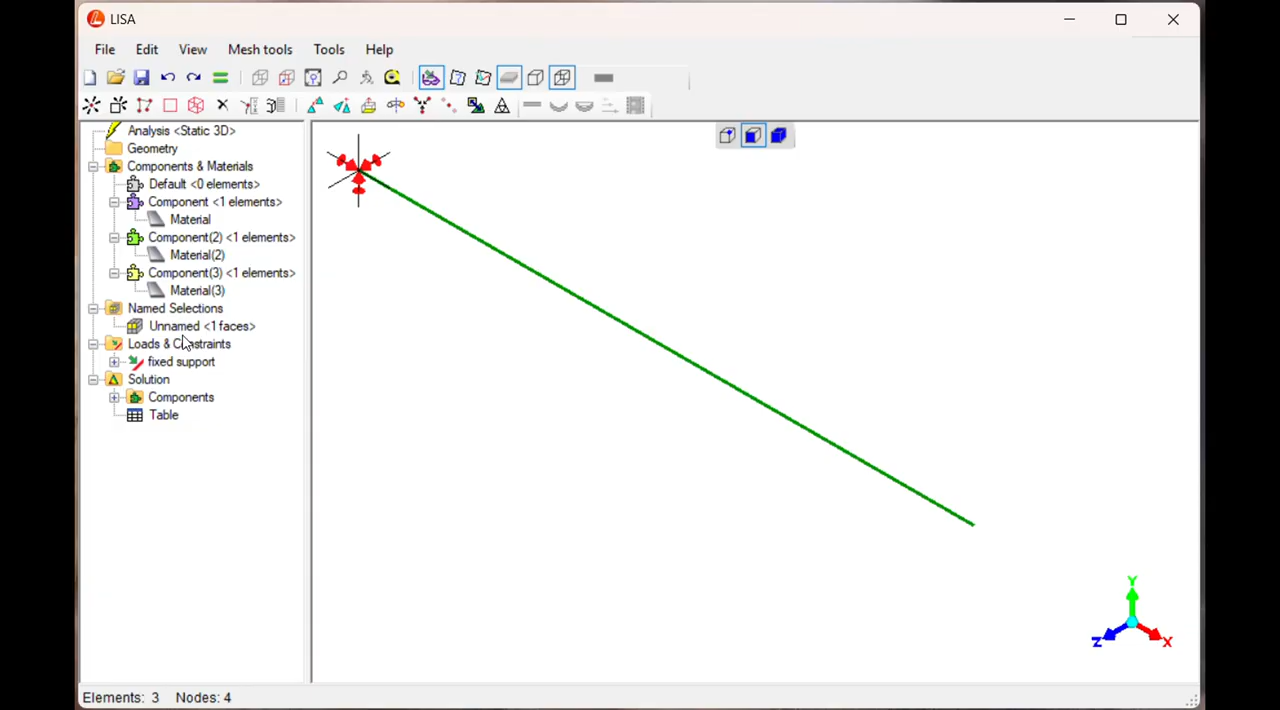 LISA
File Edit View Mesh tools Tools Help
Analysis <Static 3D>
Geometry
Components & Materials
Default <0 elements>
Component <1 elements>
Material
Component(2) <1 elements>
Material(2)
Component(3) <1 elements>
Material(3)
Named Selections
Unnamed <1 faces>
Loads & Constraints
fixed support
Solution
Components
Table
Y
Z X
Elements: 3 Nodes: 4